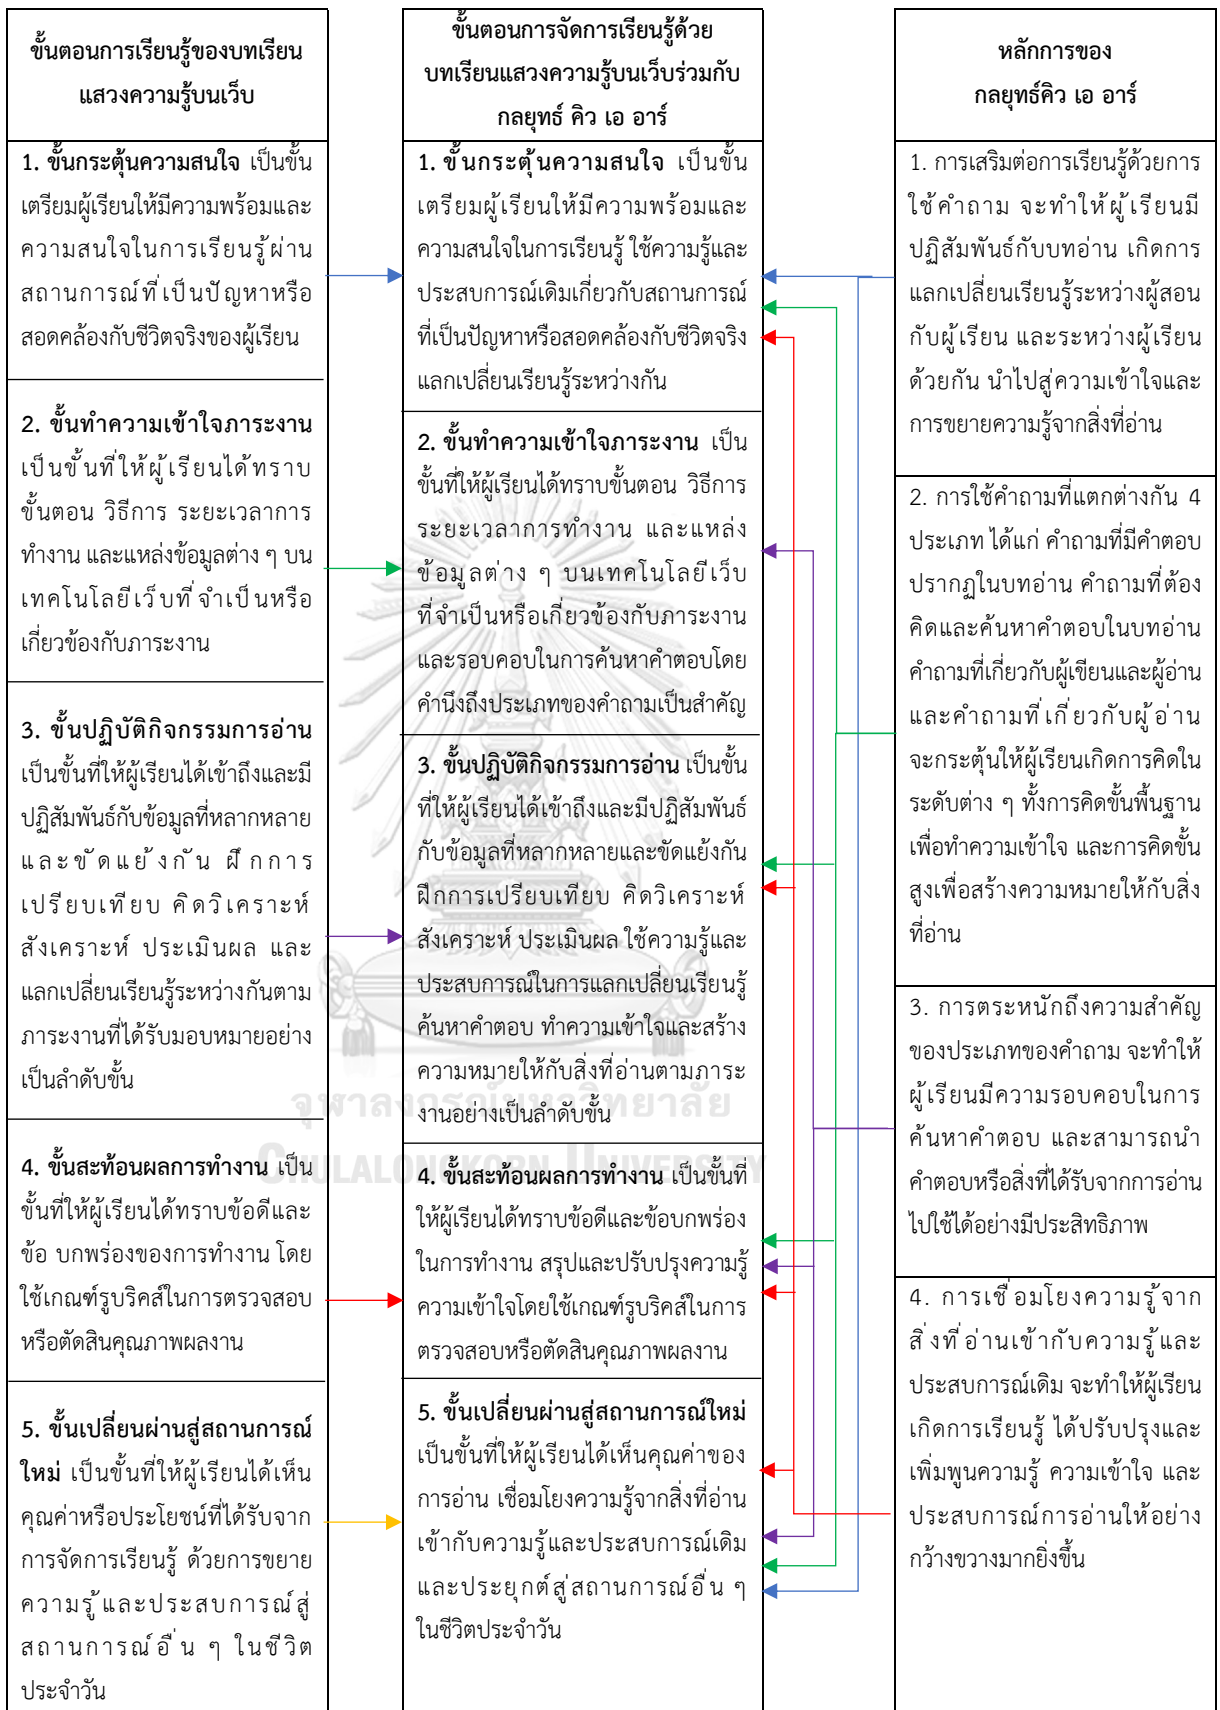 ขั้นตอนการเรียนรู้ของบทเรียน
แสวงความรู้บนเว็บ
1. ขั้นกระตุ้นความสนใจ เป็นขั้น
เตรียมผู้เรียนให้มีความพร้อมและ
ความสนใจในการเรียนรู้ผ่าน
สถานการณ์ที่เป็นปัญหาหรือ
สอดคล้องกับชีวิตจริงของผู้เรียน
2. ขั้นทำความเข้าใจภาระงาน
เป็นขั้นที่ให้ผู้เรียนได้ทราบ
ขั้นตอน วิธีการ ระยะเวลาการ
ทำงาน และแหล่งข้อมูลต่าง ๆ บน
เทคโนโลยีเว็บที่จำเป็นหรือ
เกี่ยวข้องกับภาระงาน
3. ขั้นปฏิบัติกิจกรรมการอ่าน
เป็นขั้นที่ให้ผู้เรียนได้เข้าถึงและมี
ปฏิสัมพันธ์กับข้อมูลที่หลากหลาย
และขัดแย้งกัน ฝึกการ
เปรียบเทียบ คิดวิเคราะห์
สังเคราะห์ ประเมินผล และ
แลกเปลี่ยนเรียนรู้ระหว่างกันตาม
ภาระงานที่ได้รับมอบหมายอย่าง
เป็นลำดับขั้น
4. ขั้นสะท้อนผลการทำงาน เป็น
ขั้นที่ให้ผู้เรียนได้ทราบข้อดีและ
ข้อ บกพร่องของการทำงาน โดย
ใช้เกณฑ์รูบริคส์ในการตรวจสอบ
หรือตัดสินคุณภาพผลงาน
5. ขั้นเปลี่ยนผ่านสู่สถานการณ์
ใหม่ เป็นขั้นที่ให้ผู้เรียนได้เห็น
คุณค่าหรือประโยชน์ที่ได้รับจาก
การจัดการเรียนรู้ ด้วยการขยาย
ความรู้และประสบการณ์สู่
สถานการณ์อื่น ๆ ในชีวิต
ประจำวัน
ขั้นตอนการจัดการเรียนรู้ด้วย
บทเรียนแสวงความรู้บนเว็บร่วมกับ
กลยุทธ์ คิว เอ อาร์
1. ขั้นกระตุ้นความสนใจ เป็นขั้น
เตรียมผู้เรียนให้มีความพร้อมและ
ความสนใจในการเรียนรู้ ใช้ความรู้และ
ประสบการณ์เดิมเกี่ยวกับสถานการณ์
ที่เป็นปัญหาหรือสอดคล้องกับชีวิตจริง
แลกเปลี่ยนเรียนรู้ระหว่างกัน
2. ขั้นทำความเข้าใจภาระงาน เป็น
ขั้นที่ให้ผู้เรียนได้ทราบขั้นตอน วิธีการ
ระยะเวลาการทำงาน และแหล่ง
ข้อมูลต่าง ๆ บนเทคโนโลยีเว็บ
ที่จำเป็นหรือเกี่ยวข้องกับภาระงาน
และรอบคอบในการค้นหาคำตอบโดย
คำนึงถึงประเภทของคำถามเป็นสำคัญ
3. ขั้นปฏิบัติกิจกรรมการอ่าน เป็นขั้น
ที่ให้ผู้เรียนได้เข้าถึงและมีปฏิสัมพันธ์
กับข้อมูลที่หลากหลายและขัดแย้งกัน
ฝึกการเปรียบเทียบ คิดวิเคราะห์
สังเคราะห์ ประเมินผล ใช้ความรู้และ
ประสบการณ์ในการแลกเปลี่ยนเรียนรู้
ค้นหาคำตอบ ทำความเข้าใจและสร้าง
ความหมายให้กับสิ่งที่อ่านตามภาระ
งานอย่างเป็นลำดับขั้น
4. ขั้นสะท้อนผลการทำงาน เป็นขั้นที่
ให้ผู้เรียนได้ทราบข้อดีและข้อบกพร่อง
ในการทำงาน สรุปและปรับปรุงความรู้
ความเข้าใจโดยใช้เกณฑ์รูบริคส์ในการ
ตรวจสอบหรือตัดสินคุณภาพผลงาน
5. ขั้นเปลี่ยนผ่านสู่สถานการณ์ใหม่
เป็นขั้นที่ให้ผู้เรียนได้เห็นคุณค่าของ
การอ่าน เชื่อมโยงความรู้จากสิ่งที่อ่าน
เข้ากับความรู้และประสบการณ์เดิม
และประยุกต์สู่สถานการณ์อื่น ๆ
ในชีวิตประจำวัน
หลักการของ
กลยุทธ์คิว เอ อาร์
1. การเสริมต่อการเรียนรู้ด้วยการ
ใช้คำถาม จะทำให้ผู้เรียนมี
ปฏิสัมพันธ์กับบทอ่าน เกิดการ
แลกเปลี่ยนเรียนรู้ระหว่างผู้สอน
กับผู้เรียน และระหว่างผู้เรียน
ด้วยกัน นำไปสู่ความเข้าใจและ
การขยายความรู้จากสิ่งที่อ่าน
2. การใช้คำถามที่แตกต่างกัน 4
ประเภท ได้แก่ คำถามที่มีคำตอบ
ปรากฏในบทอ่าน คำถามที่ต้อง
คิดและค้นหาคำตอบในบทอ่าน
คำถามที่เกี่ยวกับผู้เขียนและผู้อ่าน
และคำถามที่เกี่ยวกับผู้อ่าน
จะกระตุ้นให้ผู้เรียนเกิดการคิดใน
ระดับต่าง ๆ ทั้งการคิดขั้นพื้นฐาน
เพื่อทำความเข้าใจ และการคิดขั้น
สูงเพื่อสร้างความหมายให้กับสิ่ง
ที่อ่าน
3. การตระหนักถึงความสำคัญ
ของประเภทของคำถาม จะทำให้
ผู้เรียนมีความรอบคอบในการ
ค้นหาคำตอบ และสามารถนำ
คำตอบหรือสิ่งที่ได้รับจากการอ่าน
ไปใช้ได้อย่างมีประสิทธิภาพ
4. การเชื่อมโยงความรู้จาก
สิ่งที่อ่านเข้ากับความรู้และ
ประสบการณ์เดิม จะทำให้ผู้เรียน
เกิดการเรียนรู้ ได้ปรับปรุงและ
เพิ่มพูนความรู้ ความเข้าใจ และ
ประสบการณ์การอ่านให้อย่าง
กว้างขวางมากยิ่งขึ้น
จุฬาลงกรณ์มหาวิทยาลัย
CHULALONGKORN UNIVERSITY